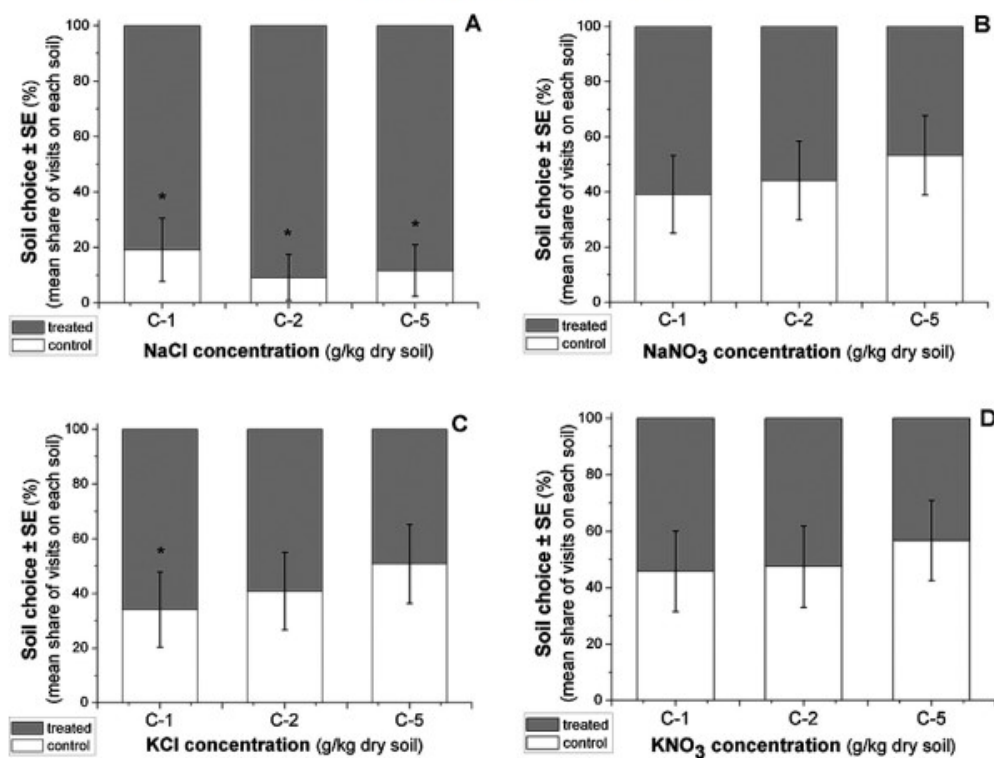 A
Soil choice ± SE (%)
(mean share of visits on each soil)
100
80
60
40
20
0
* * *
C-1 C-2 C-5
treated
control
NaCl concentration (g/kg dry soil)
B
Soil choice ± SE (%)
(mean share of visits on each soil)
100
80
60
40
20
0
C-1 C-2 C-5
treated
control
NaNO₃ concentration (g/kg dry soil)
C
Soil choice ± SE (%)
(mean share of visits on each soil)
100
80
60
40
20
0
*
C-1 C-2 C-5
treated
control
KCl concentration (g/kg dry soil)
D
Soil choice ± SE (%)
(mean share of visits on each soil)
100
80
60
40
20
0
C-1 C-2 C-5
treated
control
KNO₃ concentration (g/kg dry soil)